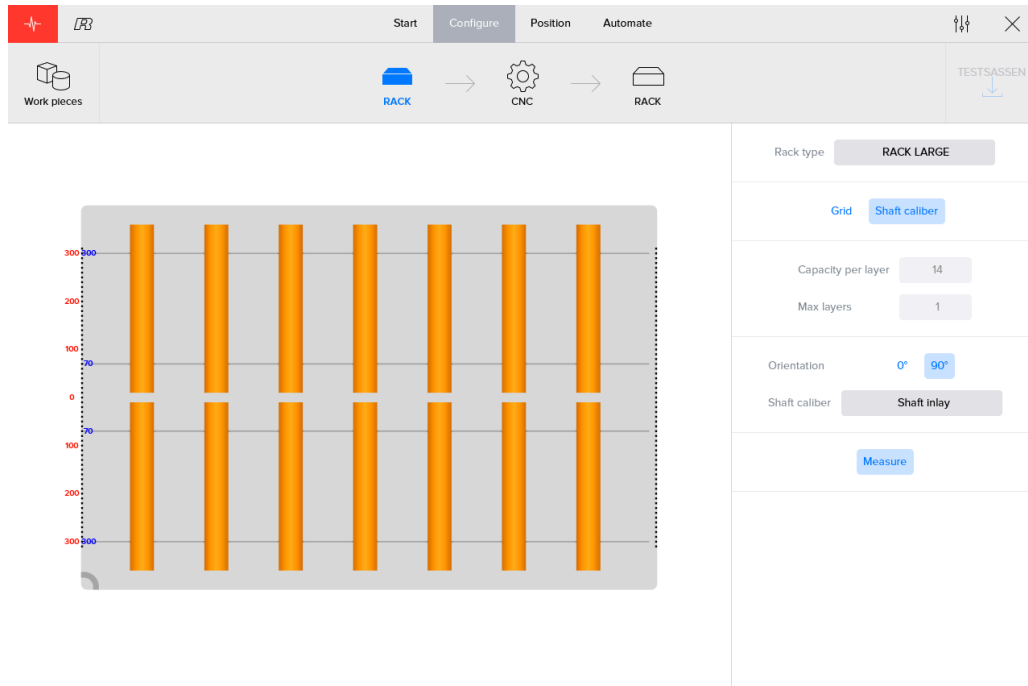 Start Configure Position Automate
Work pieces
RACK CNC RACK
TESTSASSEN
Rack type RACK LARGE
Grid Shaft caliber
Capacity per layer 14
Max layers 1
Orientation 0° 90°
Shaft caliber Shaft inlay
Measure
300 300
200
100
70
0
70
100
200
300 300